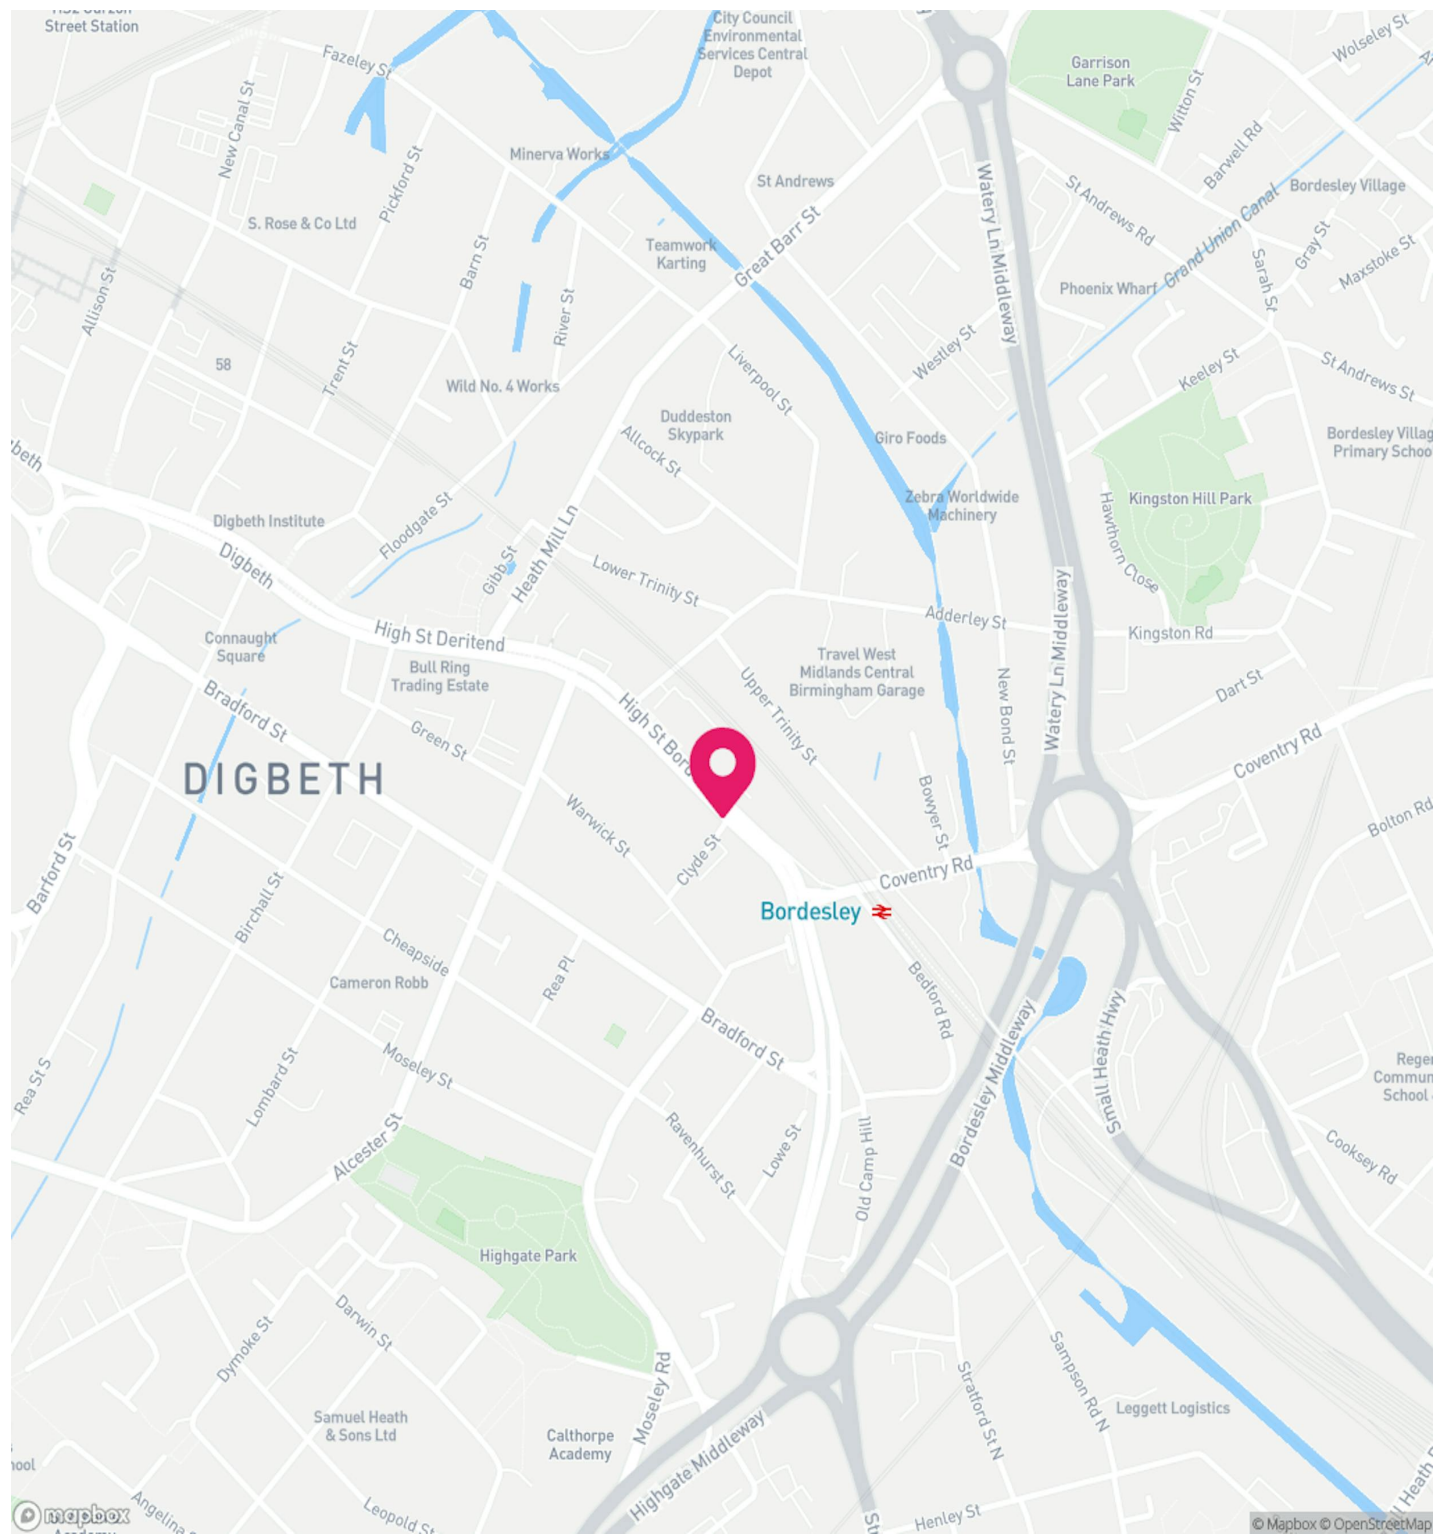 Street Station
City Council
Environmental
Services Central
Depot
Fazeley St
Garrison
Lane Park
Wolseley St
Witton St
New Canal St
Pickford St
Minerva Works
St Andrews
Barwell Rd
Bordesley Village
S. Rose & Co Ltd
Great Barr St
Watery Ln Middleway
St Andrews Rd
Grand Union Canal
Gray St
Maxstoke St
Teamwork
Karting
Barn St
Allison St
River St
Phoenix Wharf
Sarah St
58
Trent St
Wild No. 4 Works
Liverpool St
Westley St
Keeley St
St Andrews St
Duddeston
Skypark
Allcock St
Giro Foods
Bordesley Villag
Primary Schoo
Zebra Worldwide
Machinery
Kingston Hill Park
Hawthorn Close
Digbeth Institute
Floodgate St
Heath Mill Ln
Gibb St
Digbeth
Lower Trinity St
Adderley St
Watery Ln Middleway
Kingston Rd
Connaught
Square
High St Deritend
Bull Ring
Trading Estate
Travel West
Midlands Central
Birmingham Garage
Upper Trinity St
New Bond St
Dart St
Bradford St
Green St
High St Bord
Coventry Rd
DIGBETH
Warwick St
Clyde St
Bowyer St
Bolton Rd
Barford St
Birchall St
Coventry Rd
Bordesley
Cheapside
Cameron Robb
Rea Pl
Bedford Rd
Bradford St
Bordesley Middleway
Small Heath Hwy
Rea St S
Lombard St
Moseley St
Reger
Commun
School
Alcester St
Ravenhurst St
Lowe St
Old Camp Hill
Cooksey Rd
Highgate Park
Dymoke St
Darwin St
Moseley Rd
Samuel Heath
& Sons Ltd
Calthorpe
Academy
Highgate Middleway
Stratford St N
Sampson Rd N
Leggett Logistics
Leopold St
Angelina
Henley St
mapbox
© Mapbox © OpenStreetMap